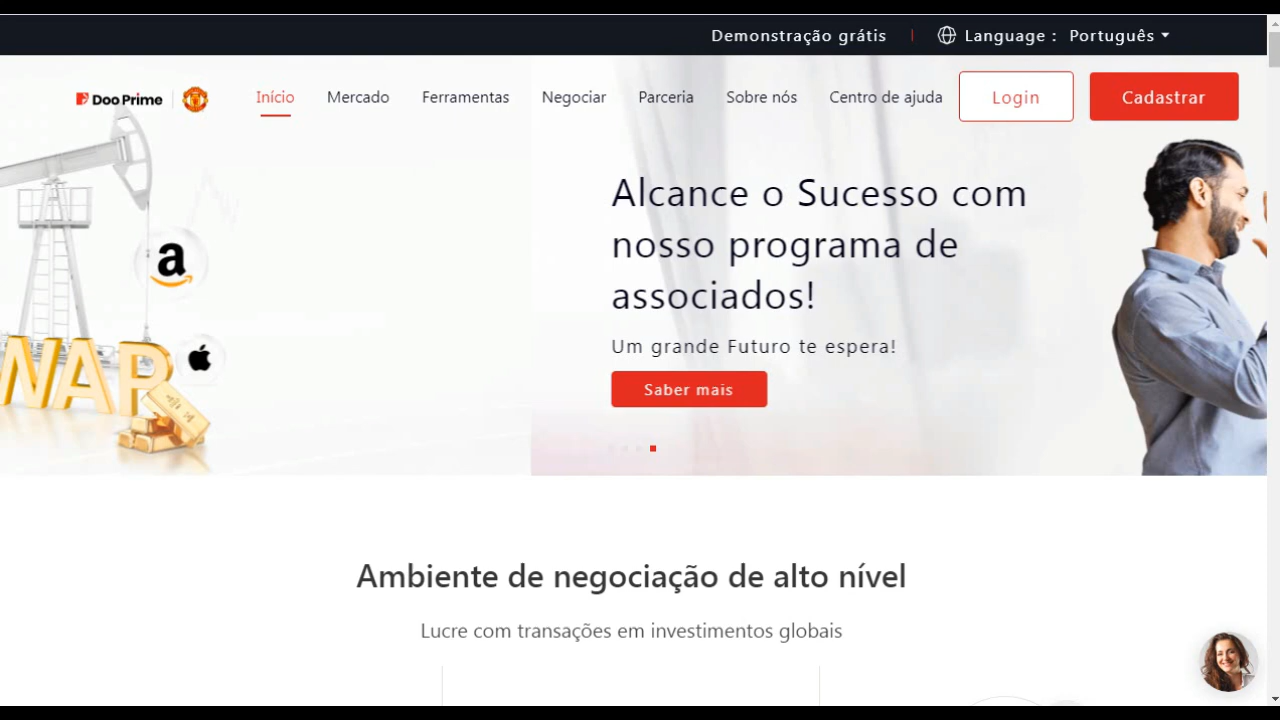 Demonstração grátis | Language : Português
Doo Prime
Início Mercado Ferramentas Negociar Parceria Sobre nós Centro de ajuda Login Cadastrar
Alcance o Sucesso com
nosso programa de
associados!
a
Um grande Futuro te espera!
WAR
Saber mais
Ambiente de negociação de alto nível
Lucre com transações em investimentos globais